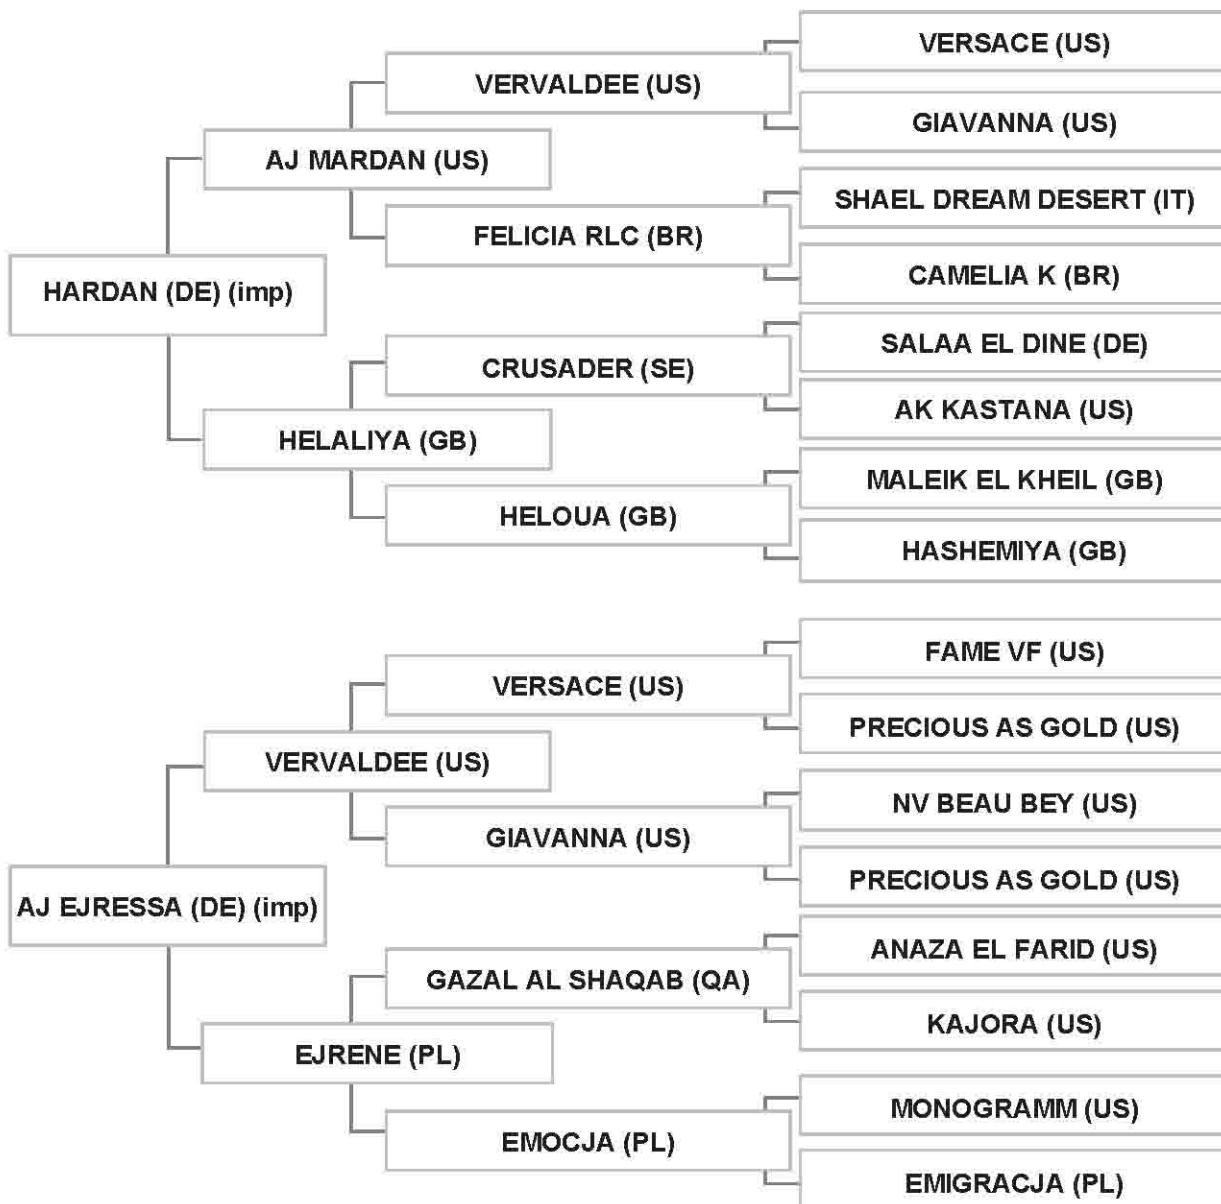 VERSACE (US)
VERVALDEE (US)
GIAVANNA (US)
AJ MARDAN (US)
SHAEL DREAM DESERT (IT)
FELICIA RLC (BR)
CAMELIA K (BR)
HARDAN (DE) (imp)
SALAA EL DINE (DE)
CRUSADER (SE)
AK KASTANA (US)
HELALIYA (GB)
MALEIK EL KHEIL (GB)
HELOUA (GB)
HASHEMIYA (GB)
FAME VF (US)
VERSACE (US)
PRECIOUS AS GOLD (US)
VERVALDEE (US)
NV BEAU BEY (US)
GIAVANNA (US)
PRECIOUS AS GOLD (US)
AJ EJRESSA (DE) (imp)
ANAZA EL FARID (US)
GAZAL AL SHAQAB (QA)
KAJORA (US)
EJRENE (PL)
MONOGRAMM (US)
EMOCJA (PL)
EMIGRACJA (PL)